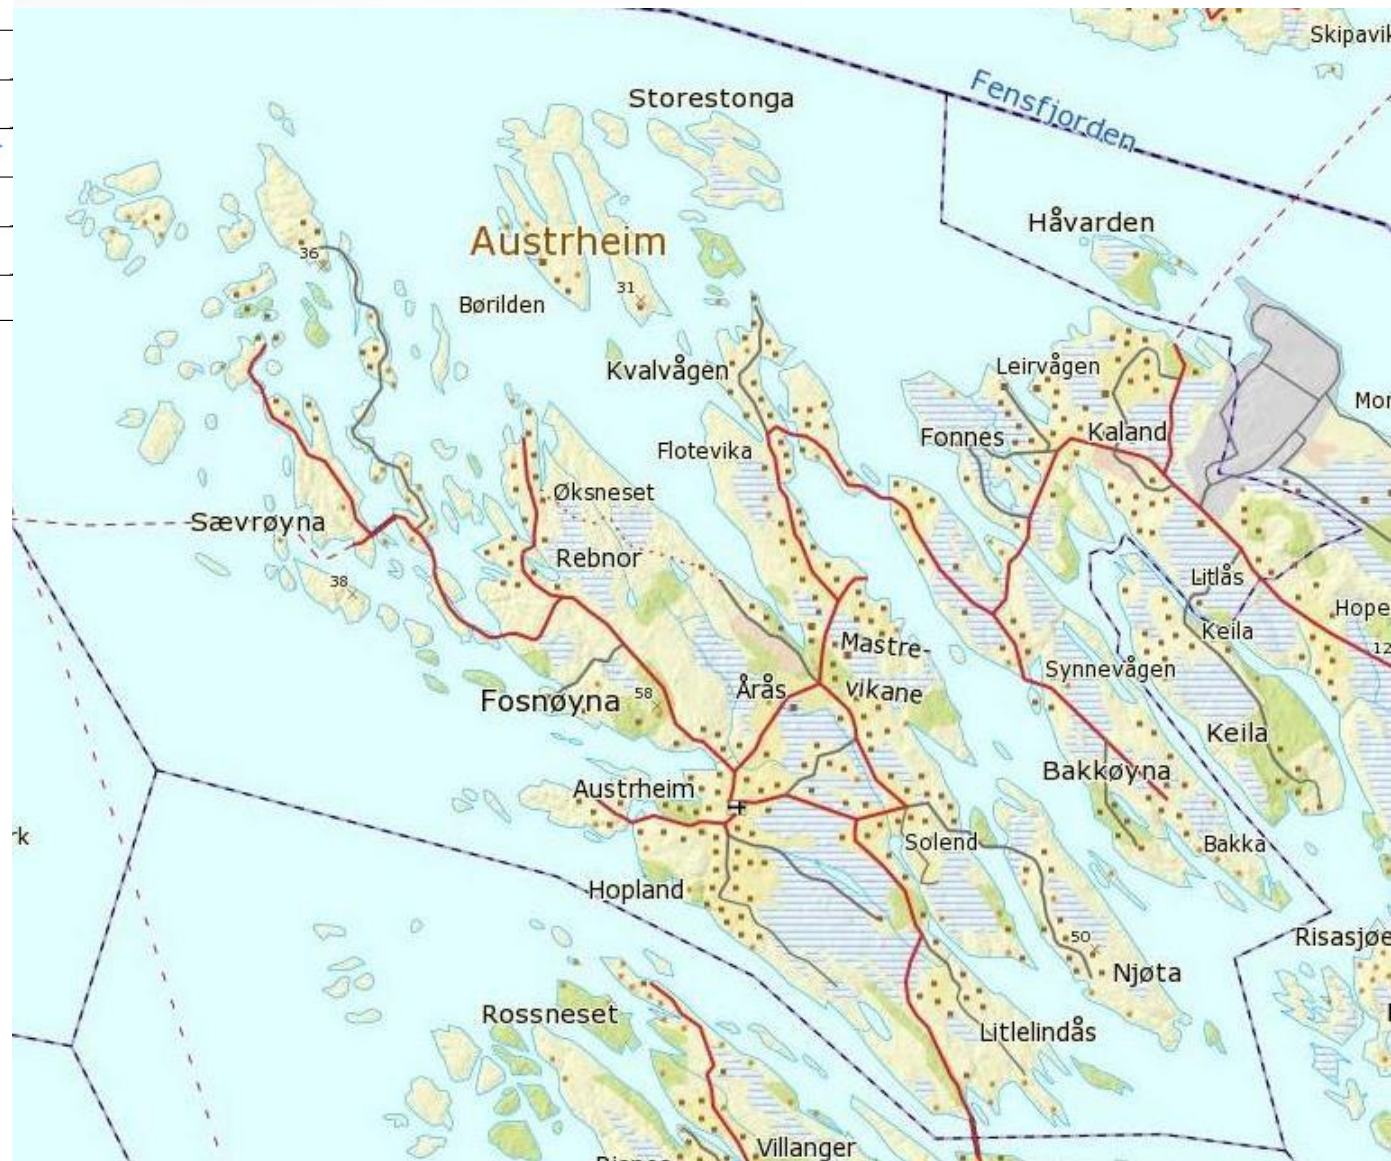 Skipavik
Fensfjorden
Storestonga
Håvarden
Austrheim
36
31
Børilden
Kvalvågen
Leirvågen
Mon
Fonnes
Kaland
Flotevika
Øksneset
Sævrøyna
Rebnor
38
Litlås
Hope
Keila
12
Mastre-
vikane
Synnevågen
Årås
58
Fosnøyna
Keila
Bakkøyna
Austrheim
rk
Solend
Bakka
Hopland
50
Risasjøe
Njøta
Rossneset
Litlelindås
Villanger